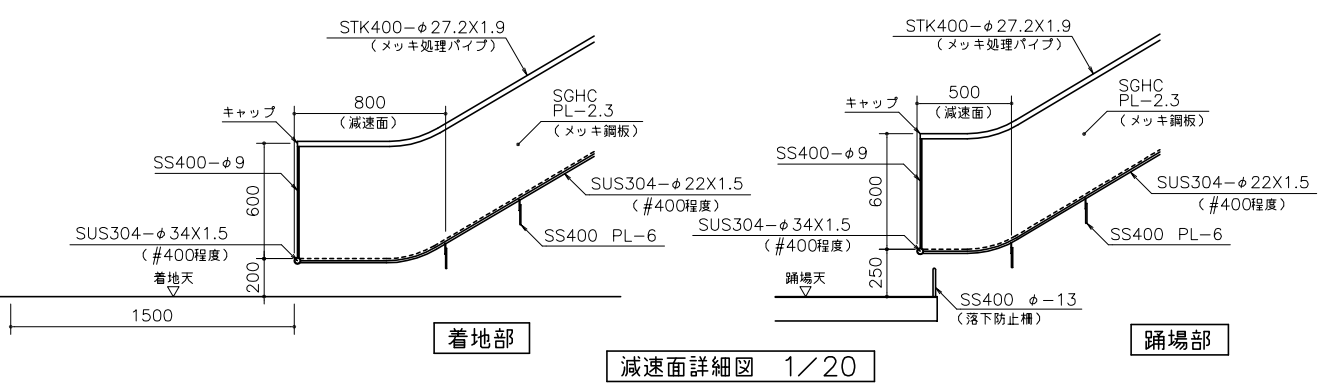 STK400-φ27.2X1.9
(メッキ処理パイプ)
キャップ
800
(減速面)
SGHC
PL-2.3
(メッキ鋼板)
SS400-φ9
600
SUS304-φ22X1.5
(#400程度)
SUS304-φ34X1.5
(#400程度)
SS400 PL-6
200
着地天
1500
着地部
STK400-φ27.2X1.9
(メッキ処理パイプ)
キャップ
500
(減速面)
SGHC
PL-2.3
(メッキ鋼板)
SS400-φ9
600
SUS304-φ22X1.5
(#400程度)
SUS304-φ34X1.5
(#400程度)
SS400 PL-6
250
踊場天
SS400 φ-13
(落下防止柵)
踊場部
減速面詳細図 1/20